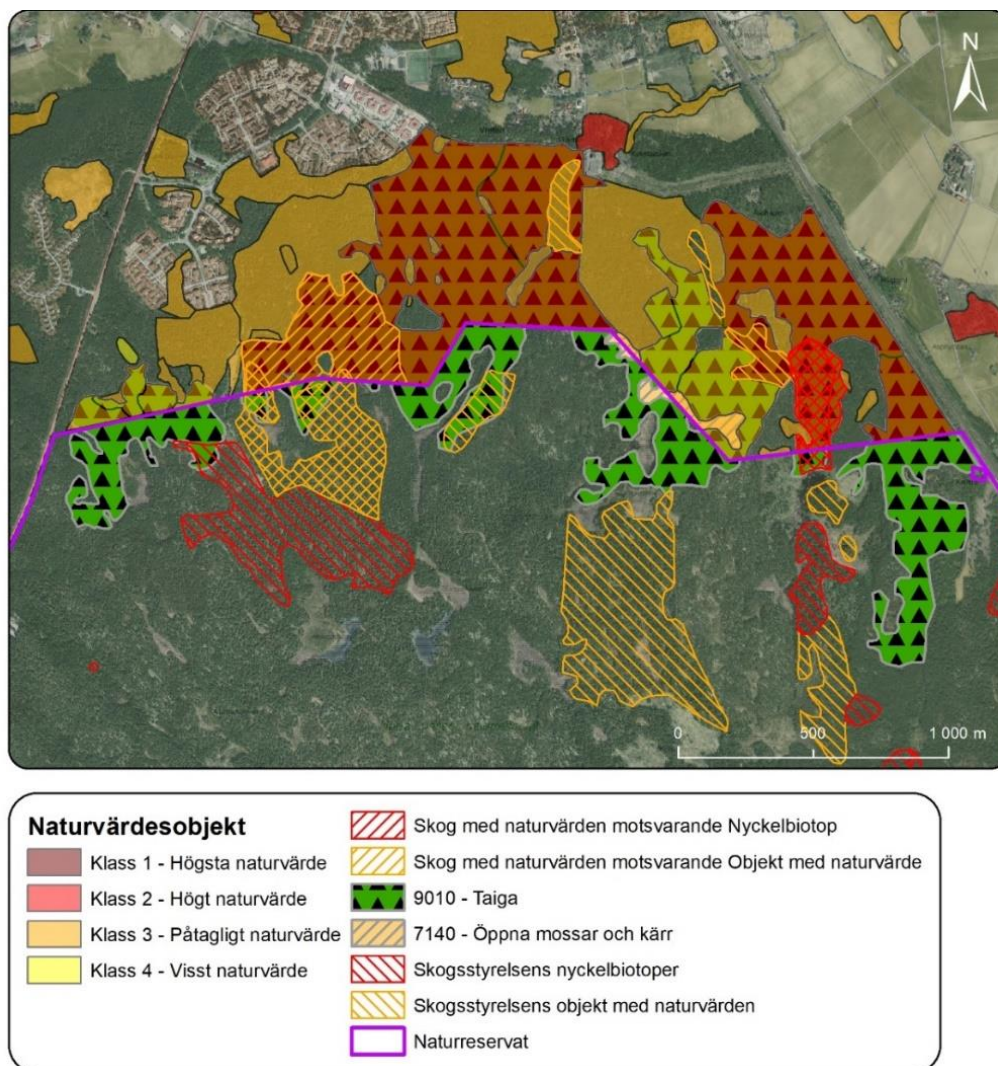 N
0
500
1 000 m
Naturvärdesobjekt
Klass 1 - Högsta naturvärde
Klass 2 - Högt naturvärde
Klass 3 - Påtagligt naturvärde
Klass 4 - Visst naturvärde
Skog med naturvärden motsvarande Nyckelbiotop
Skog med naturvärden motsvarande Objekt med naturvärde
9010 - Taiga
7140 - Öppna mossar och kärr
Skogsstyrelsens nyckelbiotoper
Skogsstyrelsens objekt med naturvärden
Naturreservat